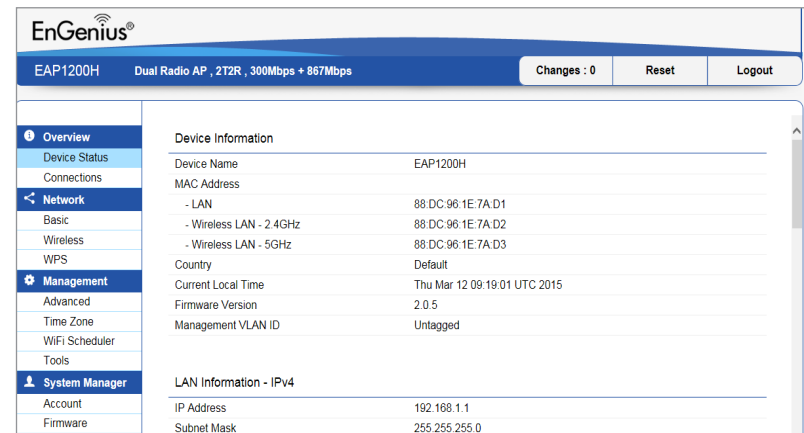 EnGenius®
EAP1200H Dual Radio AP , 2T2R , 300Mbps + 867Mbps Changes : 0 Reset Logout
Overview
Device Status
Connections
Network
Basic
Wireless
WPS
Management
Advanced
Time Zone
WiFi Scheduler
Tools
System Manager
Account
Firmware
Device Information
Device Name EAP1200H
MAC Address
- LAN 88:DC:96:1E:7A:D1
- Wireless LAN - 2.4GHz 88:DC:96:1E:7A:D2
- Wireless LAN - 5GHz 88:DC:96:1E:7A:D3
Country Default
Current Local Time Thu Mar 12 09:19:01 UTC 2015
Firmware Version 2.0.5
Management VLAN ID Untagged
LAN Information - IPv4
IP Address 192.168.1.1
Subnet Mask 255.255.255.0